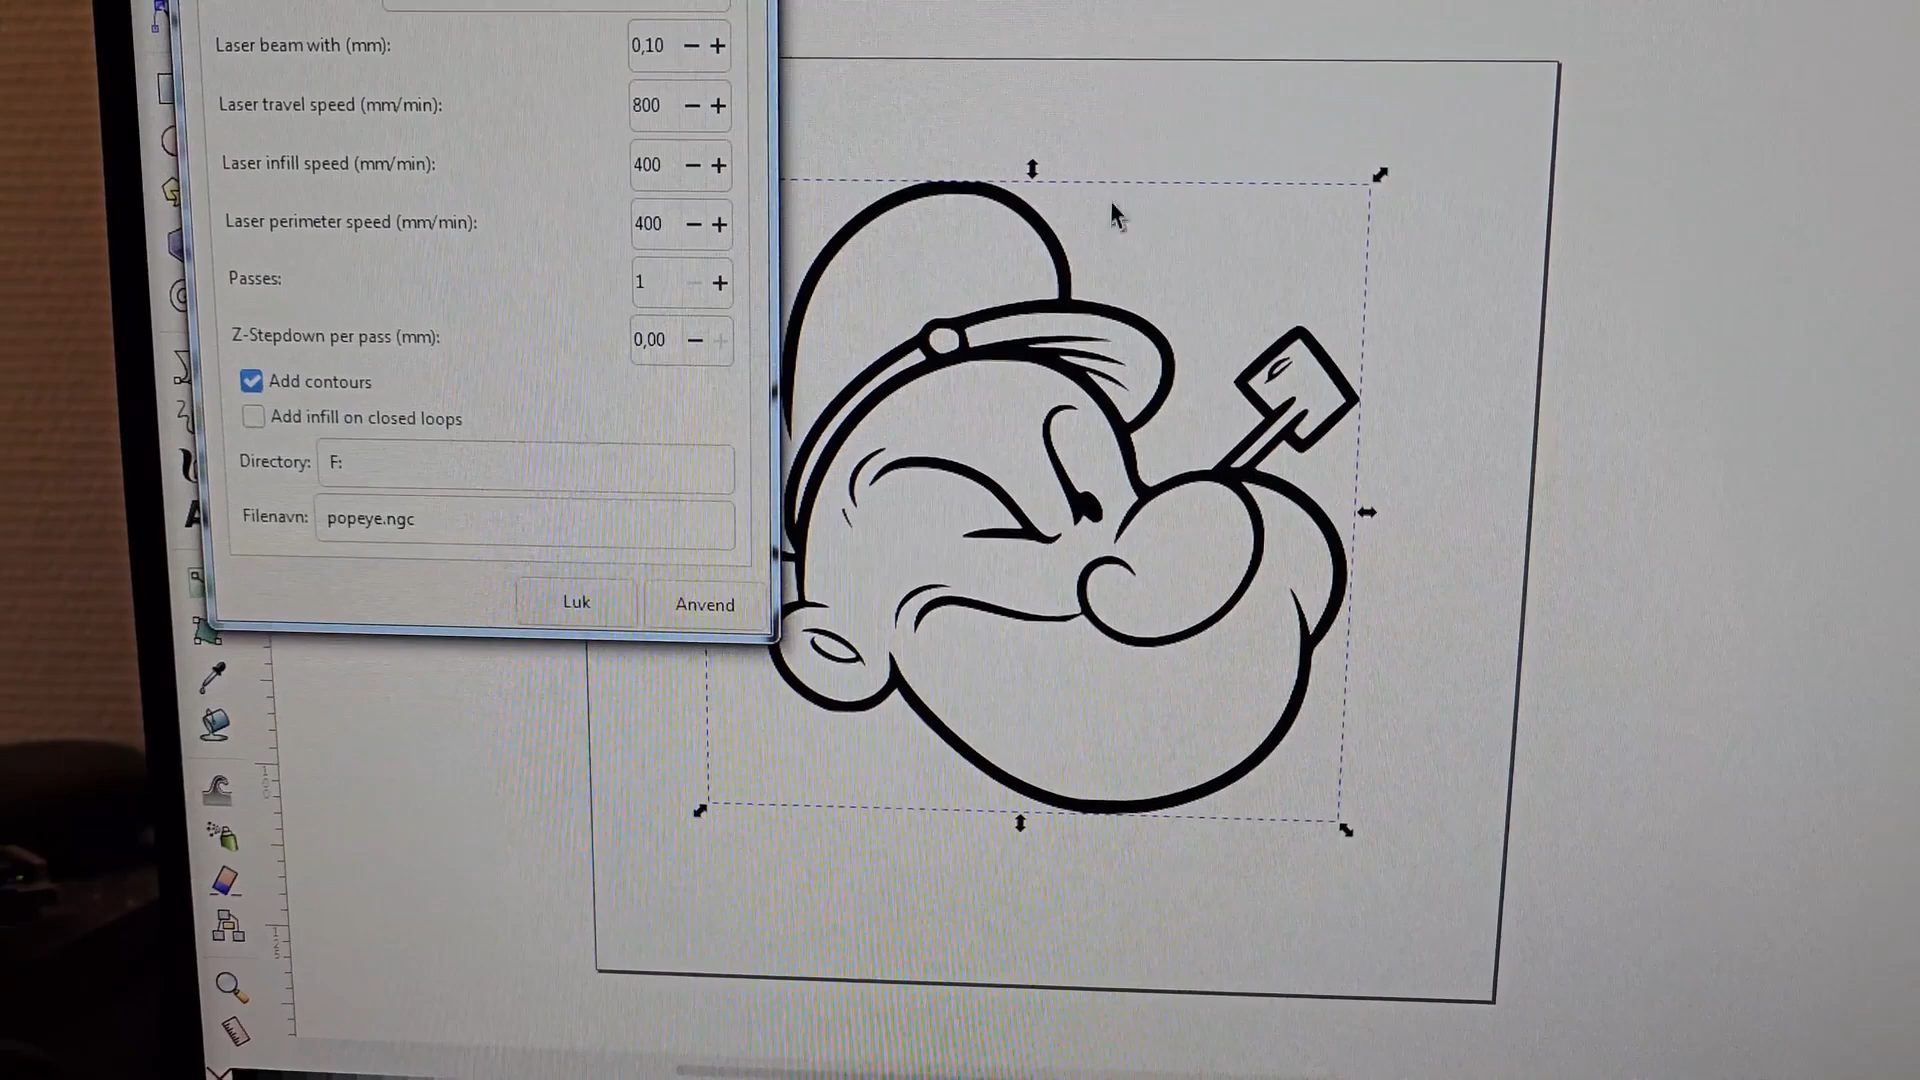 Laser beam with (mm): 0,10
Laser travel speed (mm/min): 800
Laser infill speed (mm/min): 400
Laser perimeter speed (mm/min): 400
Passes: 1
Z-Stepdown per pass (mm): 0,00
Add contours
Add infill on closed loops
Directory: F:
Filenavn: popeye.ngc
Luk Anvend